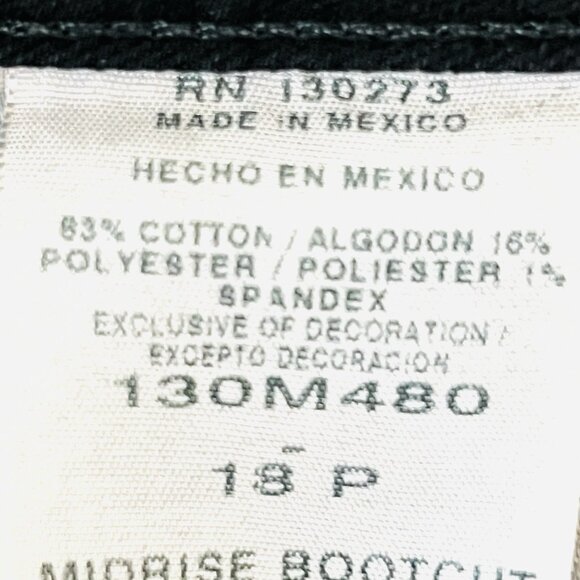 RN 130273
MADE IN MEXICO
HECHO EN MEXICO
83% COTTON / ALGODON 16%
POLYESTER / POLIESTER 1%
SPANDEX
EXCLUSIVE OF DECORATION /
EXCEPTO DECORACION
130M480
18 P
MIDRISE BOOTCUT